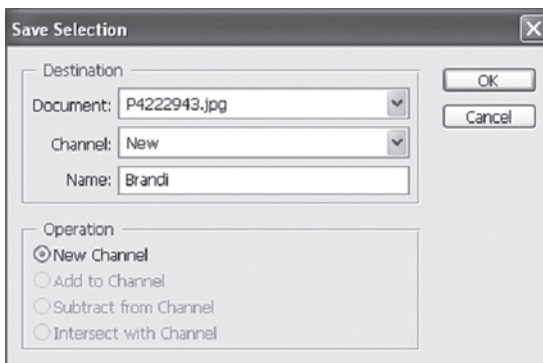 Save Selection
Destination
Document: P4222943.jpg
Channel: New
Name: Brandi
OK
Cancel
Operation
New Channel
Add to Channel
Subtract from Channel
Intersect with Channel